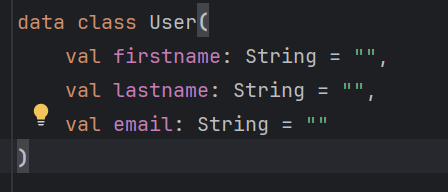 data class User(
    val firstname: String = "",
    val lastname: String = "",
    val email: String = ""
)